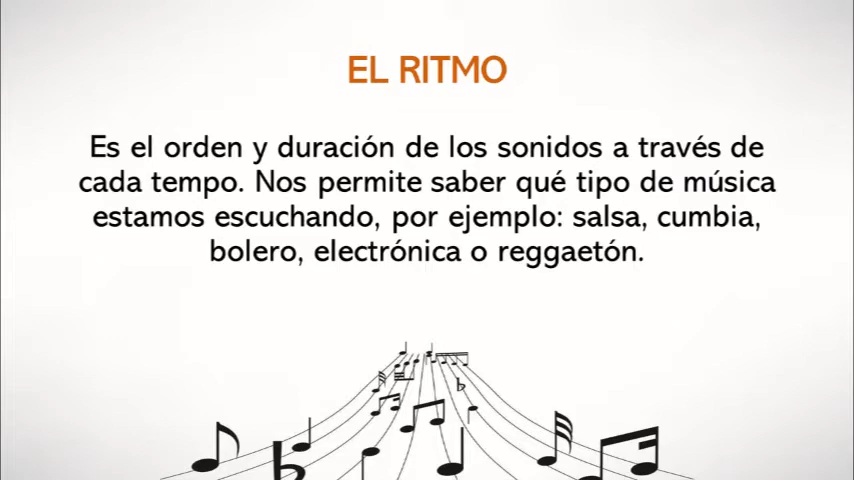 EL RITMO
Es el orden y duración de los sonidos a través de
cada tempo. Nos permite saber qué tipo de música
estamos escuchando, por ejemplo: salsa, cumbia,
bolero, electrónica o reggaetón.